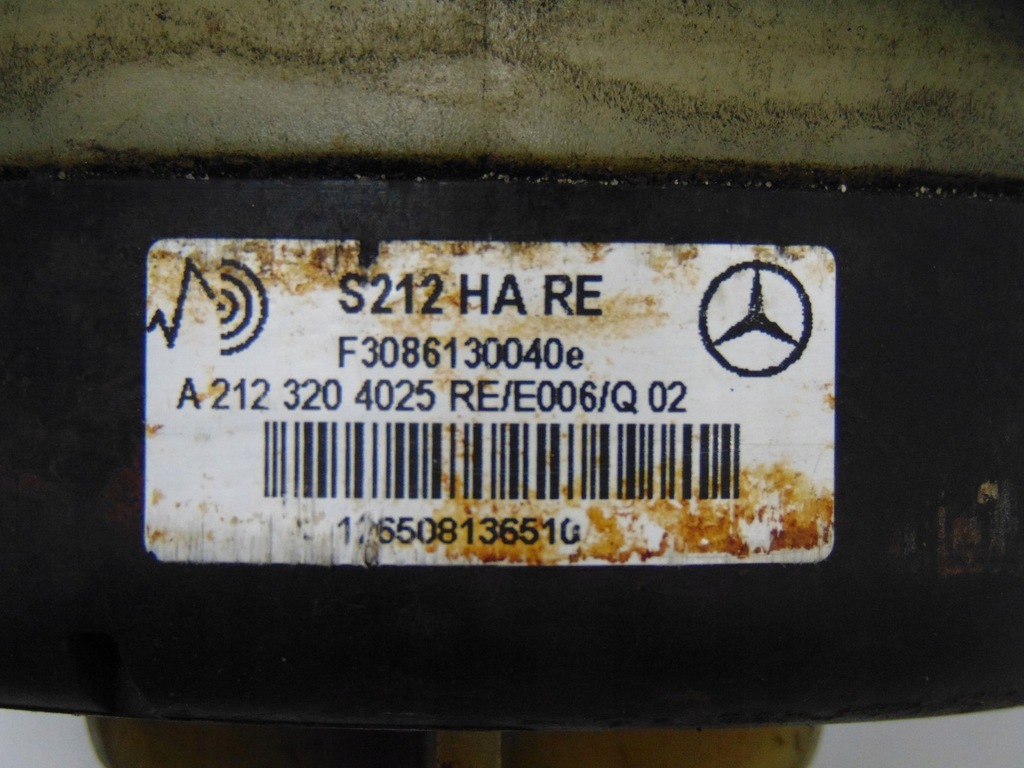 S212 HA RE
F3086130040e
A 212 320 4025 RE/E006/Q 02